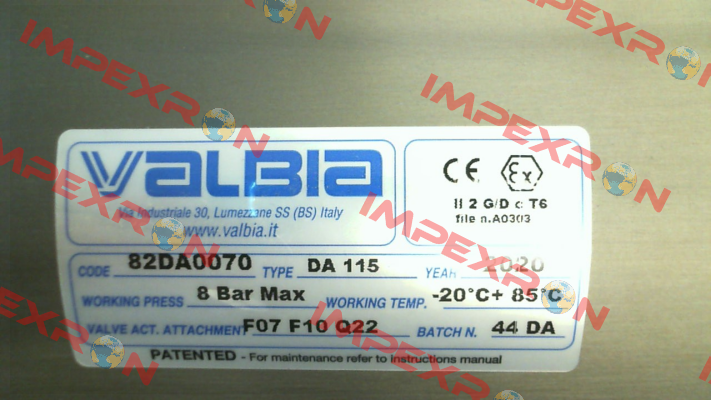 VALBIA
Via Industriale 30, Lumezzane SS (BS) Italy
www.valbia.it
CE Ex
II 2 G/D c T6
file n.A0303
CODE 82DA0070 TYPE DA 115 YEAR 2020
WORKING PRESS 8 Bar Max WORKING TEMP. -20°C+ 85°C
VALVE ACT. ATTACHMENT F07 F10 Q22 BATCH N. 44 DA
PATENTED - For maintenance refer to instructions manual
IMPEXRON
IMPEXRON
IMPEXRON
IMPEXRON
IMPEXRON
IMPEXRON